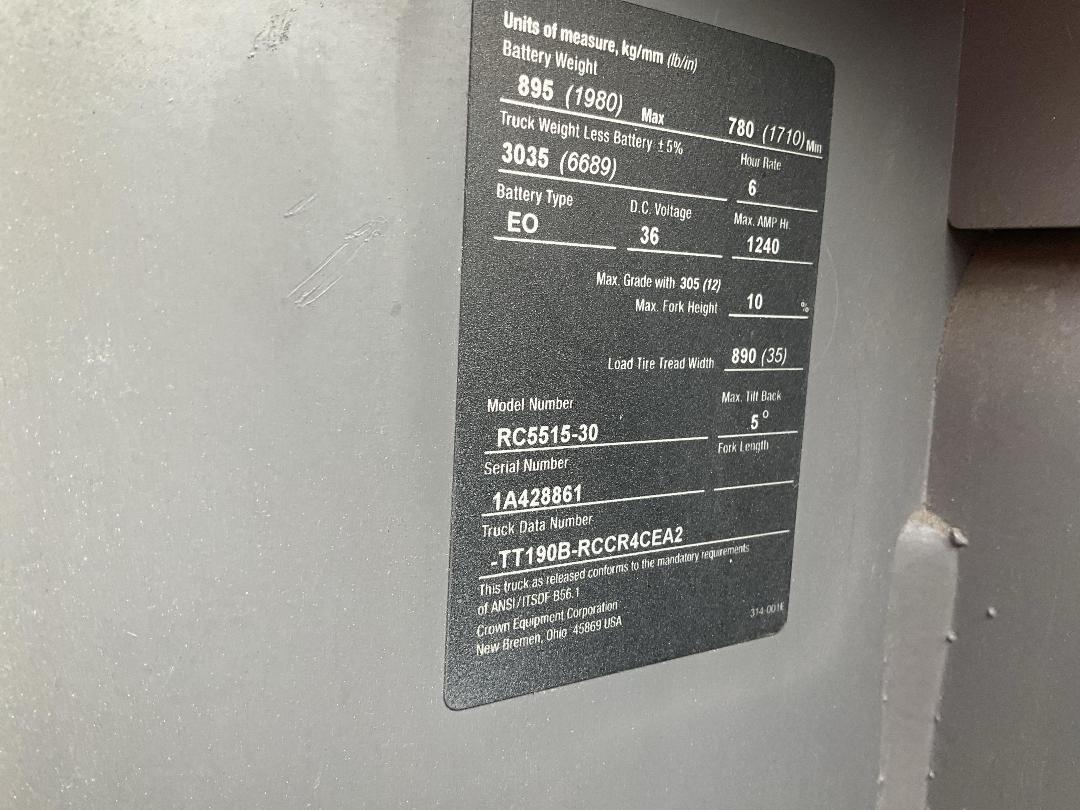 Units of measure, kg/mm (lb/in)
Battery Weight
895 (1980) Max 780 (1710) Min
Truck Weight Less Battery ±5% Hour Rate
3035 (6689) 6
Battery Type D.C. Voltage Max. AMP Hr.
EO 36 1240
Max. Grade with 305 (12)
Max. Fork Height 10 %
Load Tire Tread Width 890 (35)
Model Number Max. Tilt Back
RC5515-30 5°
Serial Number Fork Length
1A428861
Truck Data Number
-TT190B-RCCR4CEA2
This truck as released conforms to the mandatory requirements
of ANSI/ITSDF B56.1
Crown Equipment Corporation
New Bremen, Ohio 45869 USA 314-001E